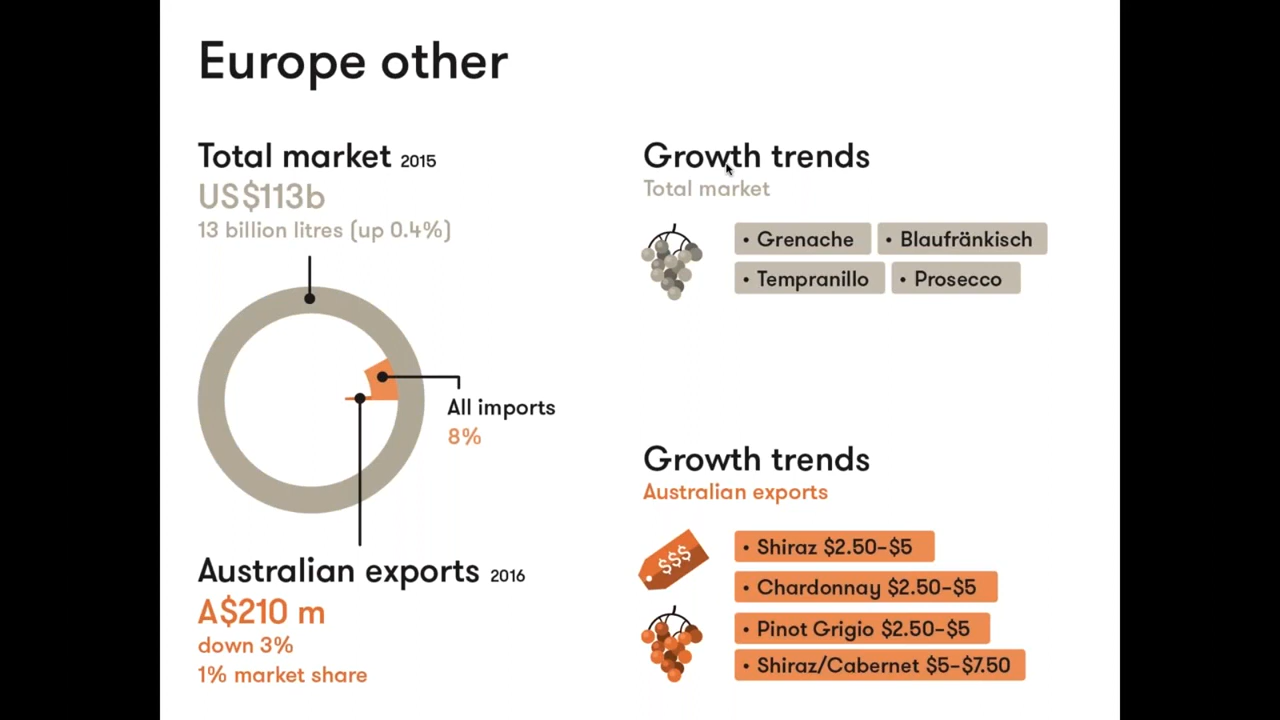 Europe other
Total market 2015
US$113b
13 billion litres (up 0.4%)
All imports
8%
Australian exports 2016
A$210 m
down 3%
1% market share
Growth trends
Total market
• Grenache
• Blaufränkisch
• Tempranillo
• Prosecco
Growth trends
Australian exports
$$$
• Shiraz $2.50–$5
• Chardonnay $2.50–$5
• Pinot Grigio $2.50–$5
• Shiraz/Cabernet $5–$7.50